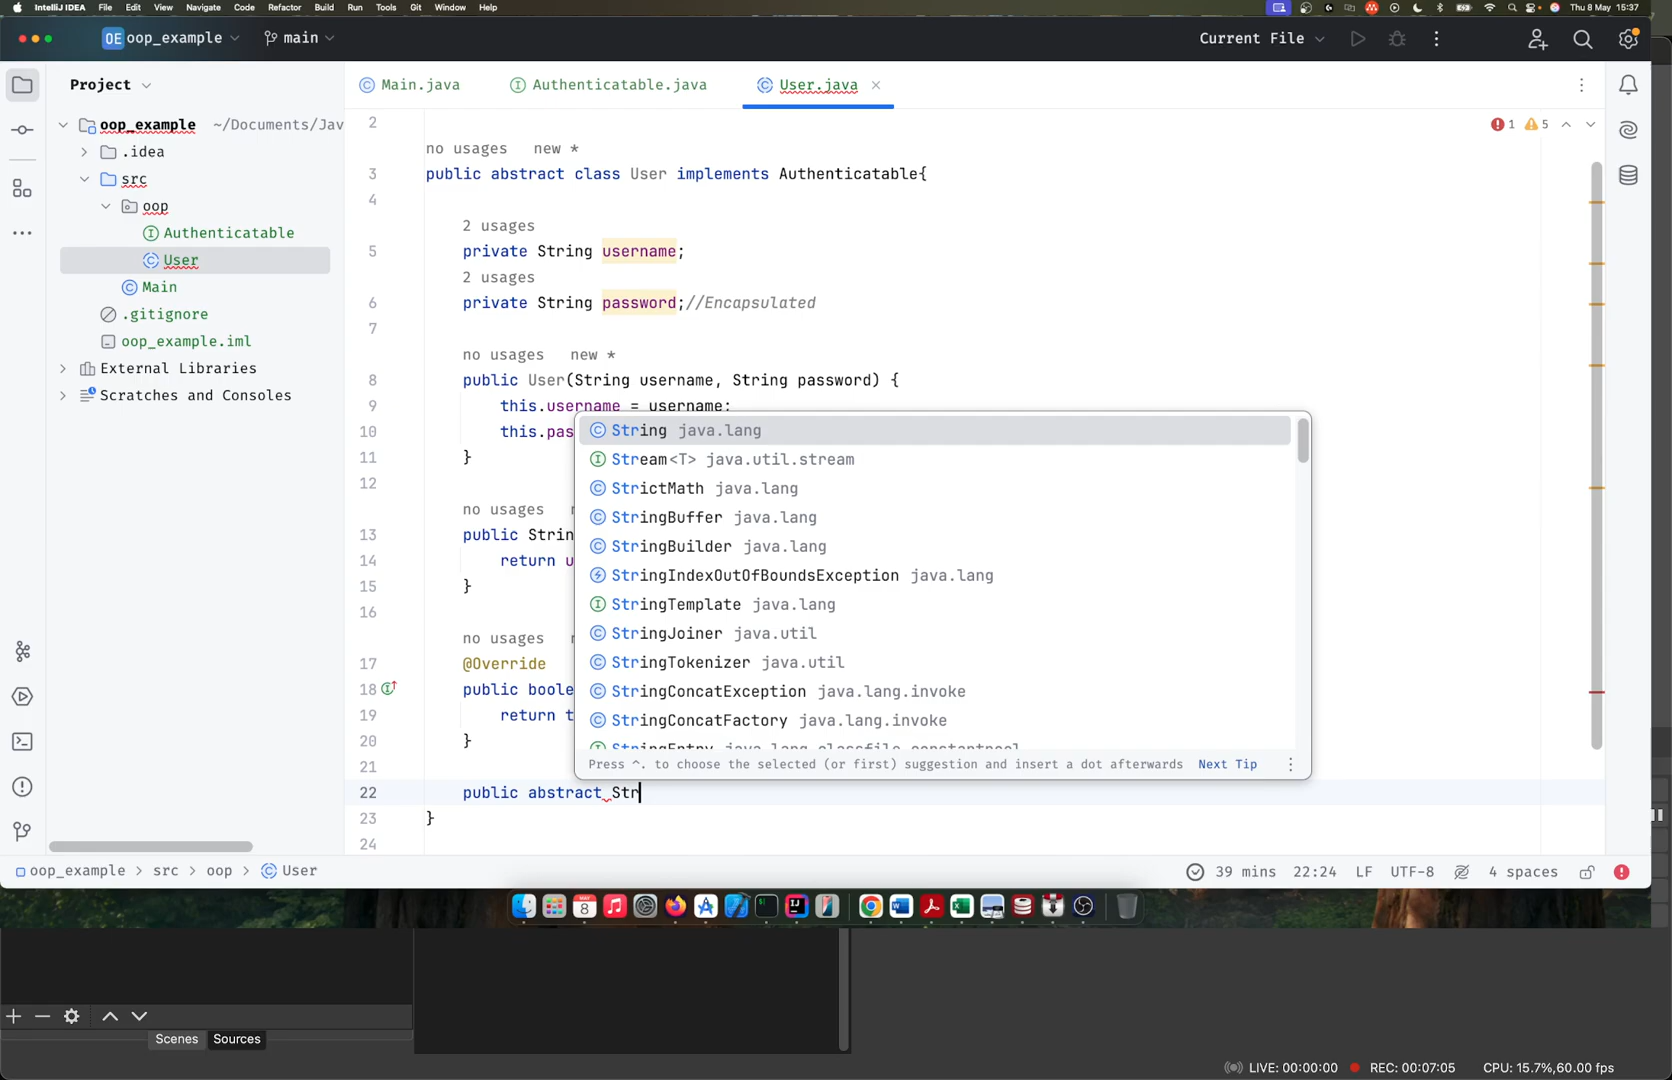 IntelliJ IDEA File Edit View Navigate Code Refactor Build Run Tools Git Window Help Thu 8 May 15:37
OE oop_example main Current File
Project
Main.java Authenticatable.java User.java
oop_example ~/Documents/Jav
.idea
src
oop
Authenticatable
User
Main
.gitignore
oop_example.iml
External Libraries
Scratches and Consoles
1 5
2
no usages new *
3 public abstract class User implements Authenticatable{
4
2 usages
5 private String username;
2 usages
6 private String password;//Encapsulated
7
no usages new *
8 public User(String username, String password) {
9 this.username = username;
10 this.pas
11 }
12
no usages
13 public Strin
14 return u
15 }
16
no usages
17 @Override
18 public boole
19 return t
20 }
21
22 public abstract Str
23 }
24
String java.lang
Stream<T> java.util.stream
StrictMath java.lang
StringBuffer java.lang
StringBuilder java.lang
StringIndexOutOfBoundsException java.lang
StringTemplate java.lang
StringJoiner java.util
StringTokenizer java.util
StringConcatException java.lang.invoke
StringConcatFactory java.lang.invoke
StringEntry java.lang.classfile.constantpool
Press ^. to choose the selected (or first) suggestion and insert a dot afterwards Next Tip
oop_example > src > oop > User 39 mins 22:24 LF UTF-8 4 spaces
Scenes Sources
LIVE: 00:00:00 REC: 00:07:05 CPU: 15.7%,60.00 fps